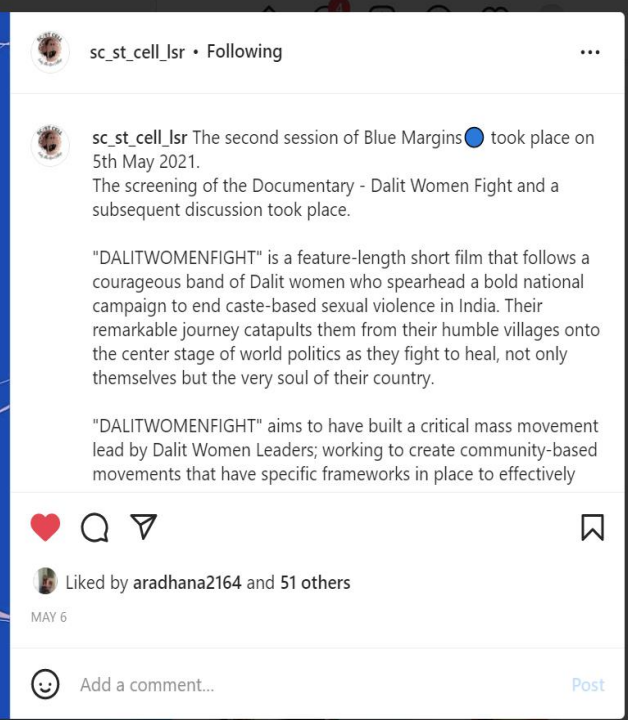 4
sc_st_cell_lsr • Following
sc_st_cell_lsr The second session of Blue Margins🔵 took place on
5th May 2021.
The screening of the Documentary - Dalit Women Fight and a
subsequent discussion took place.
"DALITWOMENFIGHT" is a feature-length short film that follows a
courageous band of Dalit women who spearhead a bold national
campaign to end caste-based sexual violence in India. Their
remarkable journey catapults them from their humble villages onto
the center stage of world politics as they fight to heal, not only
themselves but the very soul of their country.
"DALITWOMENFIGHT" aims to have built a critical mass movement
lead by Dalit Women Leaders; working to create community-based
movements that have specific frameworks in place to effectively
Liked by aradhana2164 and 51 others
MAY 6
Add a comment... Post